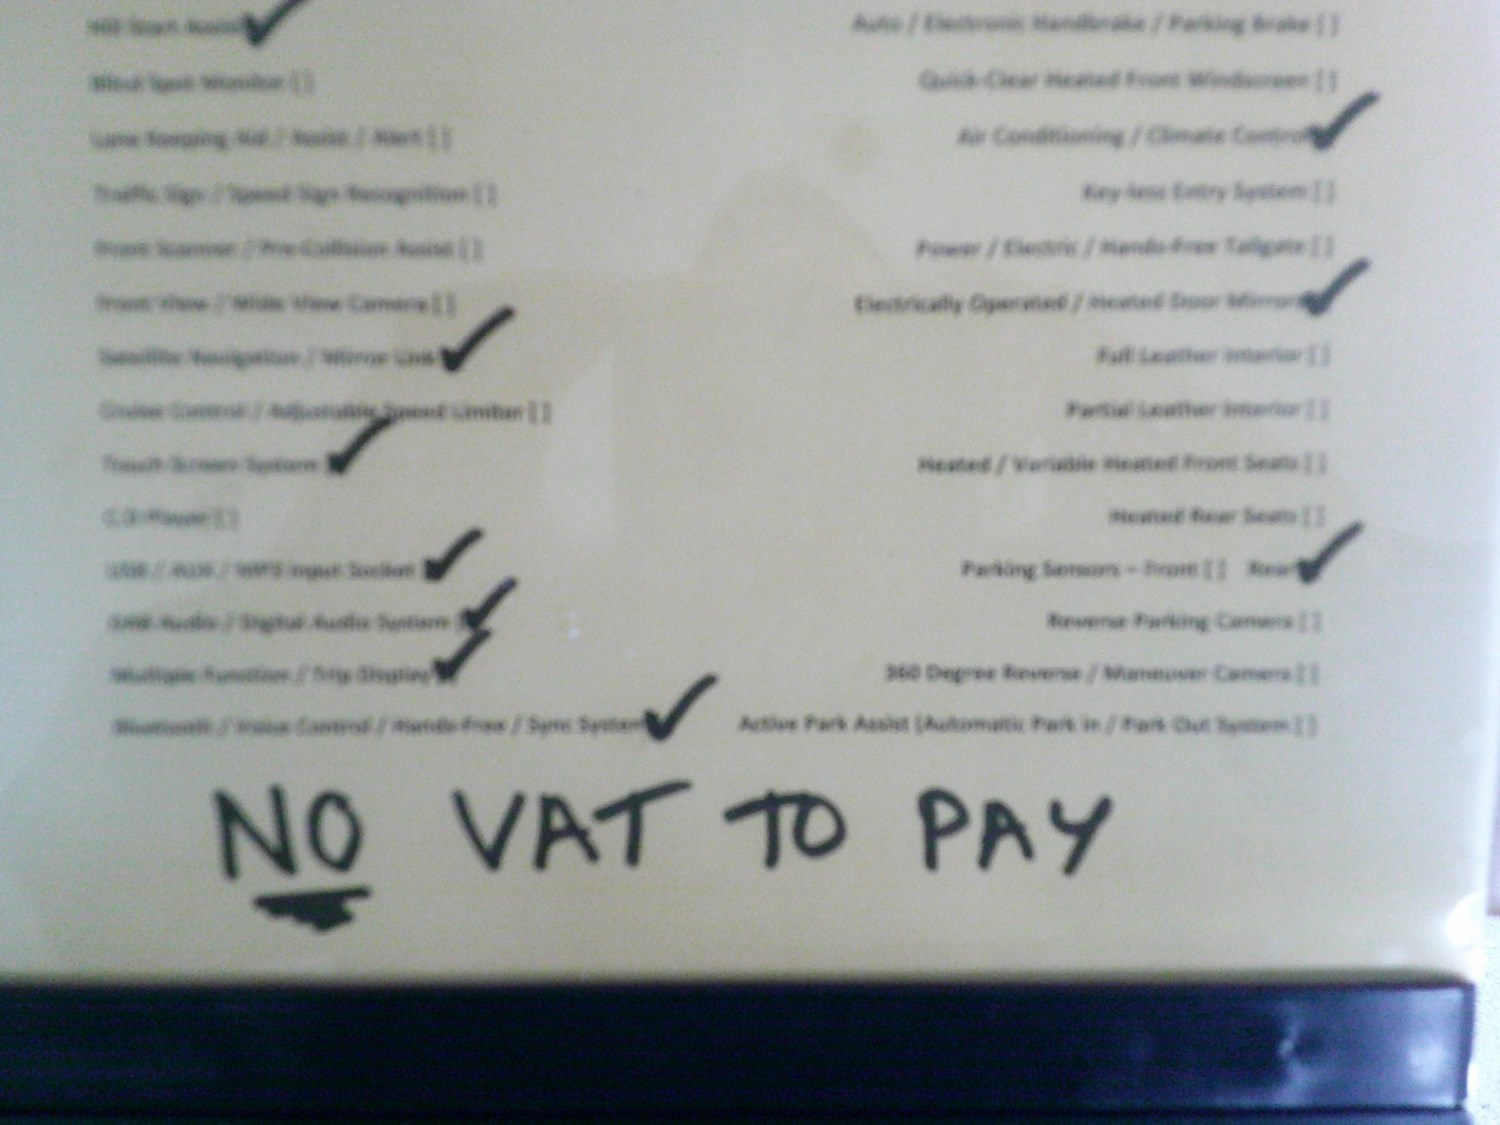 Hill Start Assist ✓
Blind Spot Monitor [ ]
Lane Keeping Aid / Assist / Alert [ ]
Traffic Sign / Speed Sign Recognition [ ]
Front Scanner / Pre-Collision Assist [ ]
Front View / Wide View Camera [ ]
Satellite Navigation / Mirror Link ✓
Cruise Control / Adjustable Speed Limiter [ ]
Touch Screen System ✓
C.D Player [ ]
USB / AUX / MP3 Input Socket ✓
DAB Audio / Digital Audio System [✓
Multiple Function / Trip Display ✓
Bluetooth / Voice Control / Hands-Free / Sync System ✓
Auto / Electronic Handbrake / Parking Brake [ ]
Quick-Clear Heated Front Windscreen [ ]
Air Conditioning / Climate Control ✓
Key-less Entry System [ ]
Power / Electric / Hands-Free Tailgate [ ]
Electrically Operated / Heated Door Mirrors ✓
Full Leather Interior [ ]
Partial Leather Interior [ ]
Heated / Variable Heated Front Seats [ ]
Heated Rear Seats [ ]
Parking Sensors – Front [ ] Rear ✓
Reverse Parking Camera [ ]
360 Degree Reverse / Maneuver Camera [ ]
Active Park Assist (Automatic Park in / Park Out System [ ]
NO VAT TO PAY